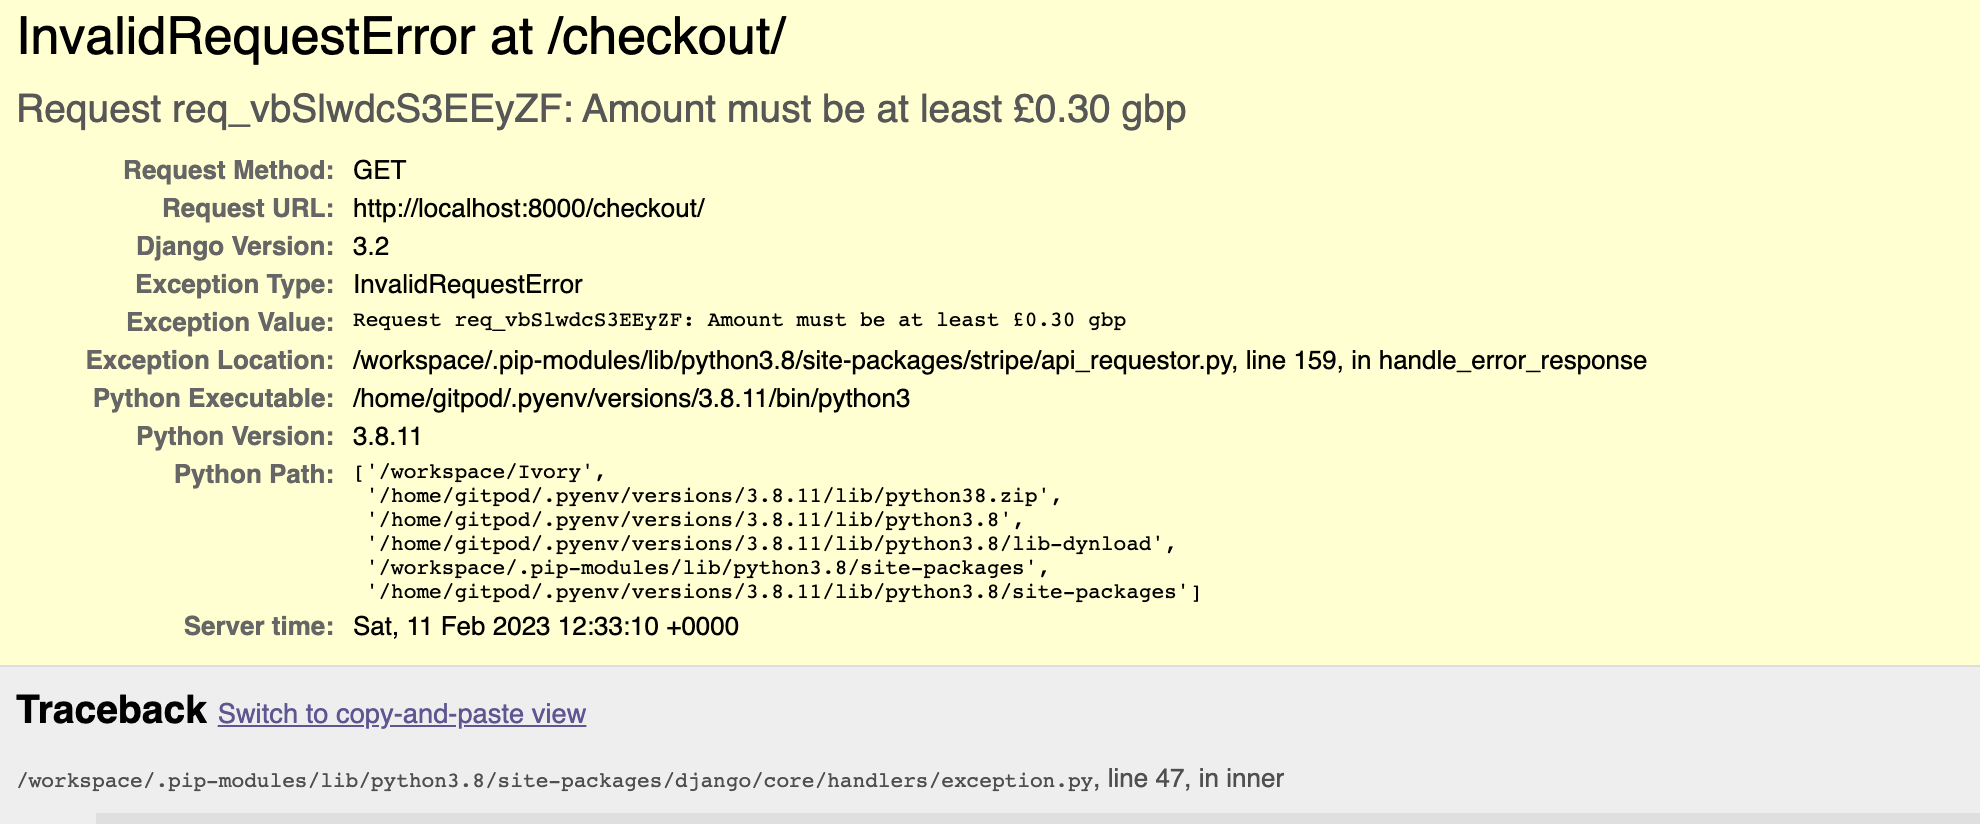 InvalidRequestError at /checkout/
Request req_vbSlwdcS3EEyZF: Amount must be at least £0.30 gbp
Request Method: GET
Request URL: http://localhost:8000/checkout/
Django Version: 3.2
Exception Type: InvalidRequestError
Exception Value: Request req_vbSlwdcS3EEyZF: Amount must be at least £0.30 gbp
Exception Location: /workspace/.pip-modules/lib/python3.8/site-packages/stripe/api_requestor.py, line 159, in handle_error_response
Python Executable: /home/gitpod/.pyenv/versions/3.8.11/bin/python3
Python Version: 3.8.11
Python Path: ['/workspace/Ivory',
'/home/gitpod/.pyenv/versions/3.8.11/lib/python38.zip',
'/home/gitpod/.pyenv/versions/3.8.11/lib/python3.8',
'/home/gitpod/.pyenv/versions/3.8.11/lib/python3.8/lib-dynload',
'/workspace/.pip-modules/lib/python3.8/site-packages',
'/home/gitpod/.pyenv/versions/3.8.11/lib/python3.8/site-packages']
Server time: Sat, 11 Feb 2023 12:33:10 +0000
Traceback Switch to copy-and-paste view
/workspace/.pip-modules/lib/python3.8/site-packages/django/core/handlers/exception.py, line 47, in inner